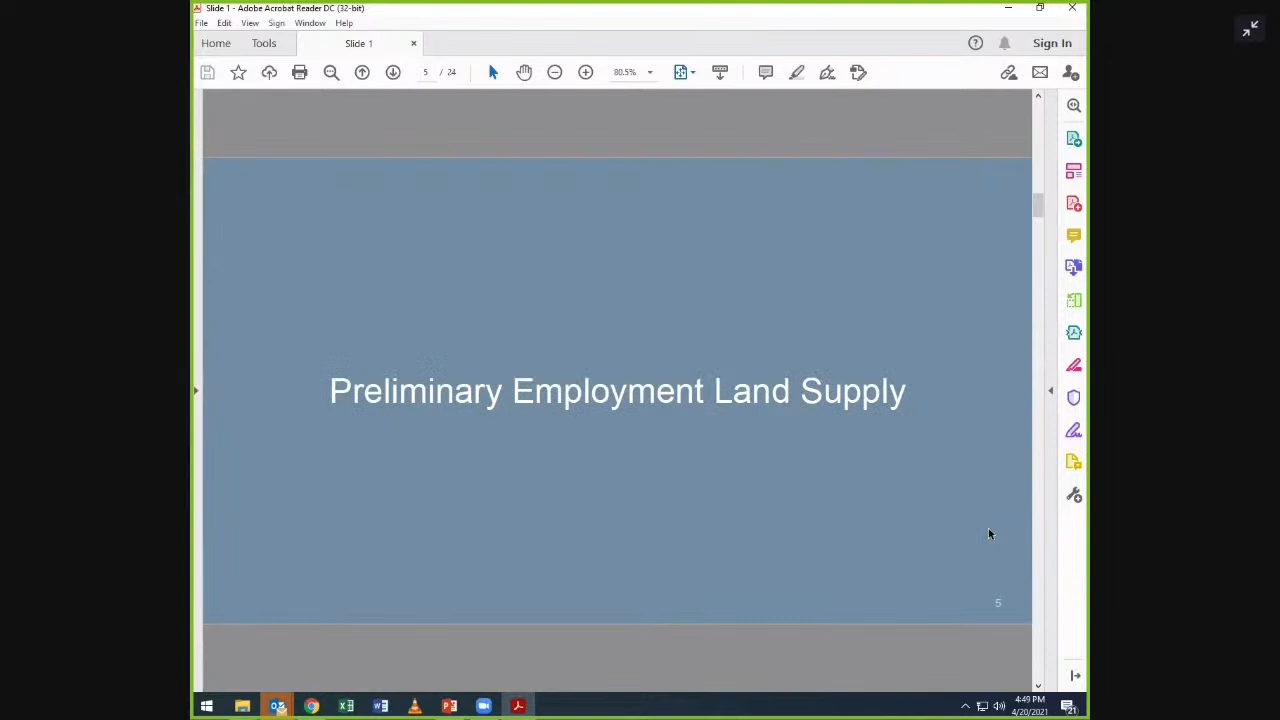 Slide 1 - Adobe Acrobat Reader DC (32-bit)
File Edit View Sign Window Help
Home Tools Slide 1 Sign In
5 / 24 80.5%
Preliminary Employment Land Supply
5
4:49 PM
4/20/2021
21